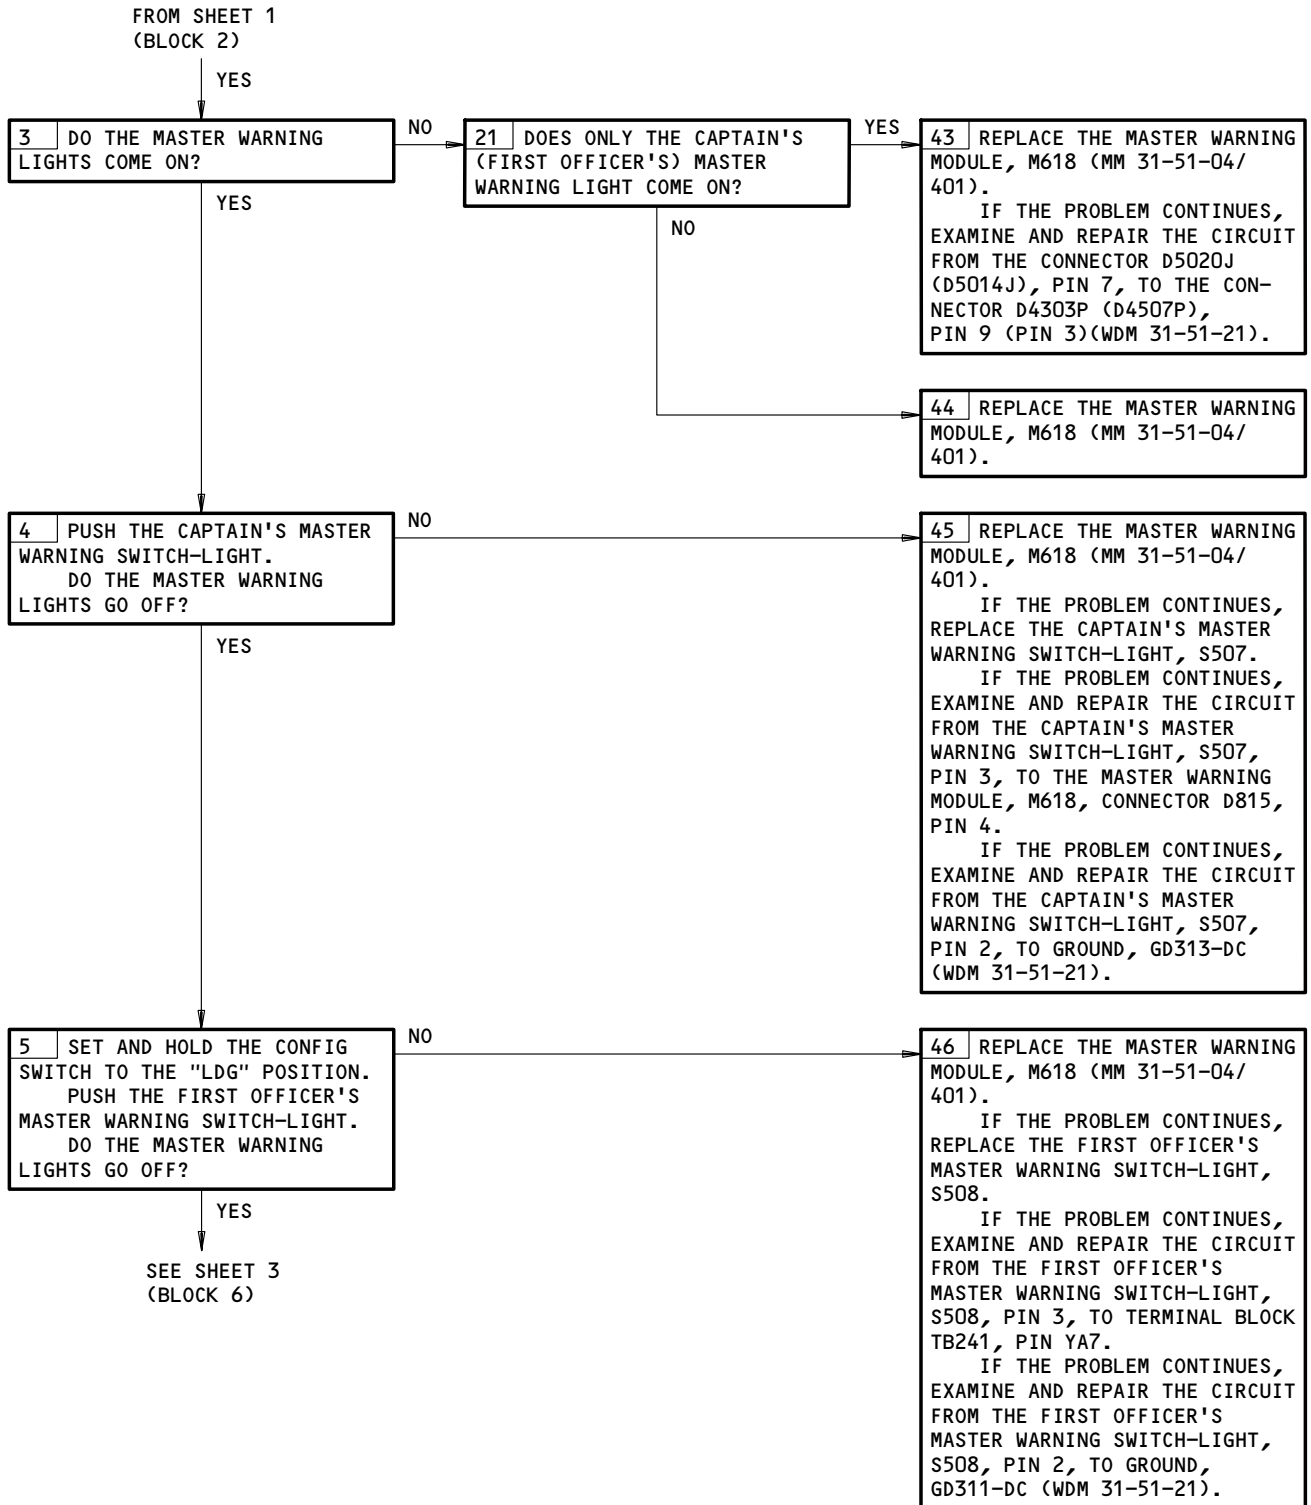 FROM SHEET 1
(BLOCK 2)
YES
3 DO THE MASTER WARNING
LIGHTS COME ON?
NO
YES
21 DOES ONLY THE CAPTAIN'S
(FIRST OFFICER'S) MASTER
WARNING LIGHT COME ON?
YES
NO
43 REPLACE THE MASTER WARNING
MODULE, M618 (MM 31-51-04/
401).
IF THE PROBLEM CONTINUES,
EXAMINE AND REPAIR THE CIRCUIT
FROM THE CONNECTOR D5020J
(D5014J), PIN 7, TO THE CON-
NECTOR D4303P (D4507P),
PIN 9 (PIN 3)(WDM 31-51-21).
44 REPLACE THE MASTER WARNING
MODULE, M618 (MM 31-51-04/
401).
4 PUSH THE CAPTAIN'S MASTER
WARNING SWITCH-LIGHT.
DO THE MASTER WARNING
LIGHTS GO OFF?
NO
YES
45 REPLACE THE MASTER WARNING
MODULE, M618 (MM 31-51-04/
401).
IF THE PROBLEM CONTINUES,
REPLACE THE CAPTAIN'S MASTER
WARNING SWITCH-LIGHT, S507.
IF THE PROBLEM CONTINUES,
EXAMINE AND REPAIR THE CIRCUIT
FROM THE CAPTAIN'S MASTER
WARNING SWITCH-LIGHT, S507,
PIN 3, TO THE MASTER WARNING
MODULE, M618, CONNECTOR D815,
PIN 4.
IF THE PROBLEM CONTINUES,
EXAMINE AND REPAIR THE CIRCUIT
FROM THE CAPTAIN'S MASTER
WARNING SWITCH-LIGHT, S507,
PIN 2, TO GROUND, GD313-DC
(WDM 31-51-21).
5 SET AND HOLD THE CONFIG
SWITCH TO THE "LDG" POSITION.
PUSH THE FIRST OFFICER'S
MASTER WARNING SWITCH-LIGHT.
DO THE MASTER WARNING
LIGHTS GO OFF?
NO
YES
SEE SHEET 3
(BLOCK 6)
46 REPLACE THE MASTER WARNING
MODULE, M618 (MM 31-51-04/
401).
IF THE PROBLEM CONTINUES,
REPLACE THE FIRST OFFICER'S
MASTER WARNING SWITCH-LIGHT,
S508.
IF THE PROBLEM CONTINUES,
EXAMINE AND REPAIR THE CIRCUIT
FROM THE FIRST OFFICER'S
MASTER WARNING SWITCH-LIGHT,
S508, PIN 3, TO TERMINAL BLOCK
TB241, PIN YA7.
IF THE PROBLEM CONTINUES,
EXAMINE AND REPAIR THE CIRCUIT
FROM THE FIRST OFFICER'S
MASTER WARNING SWITCH-LIGHT,
S508, PIN 2, TO GROUND,
GD311-DC (WDM 31-51-21).